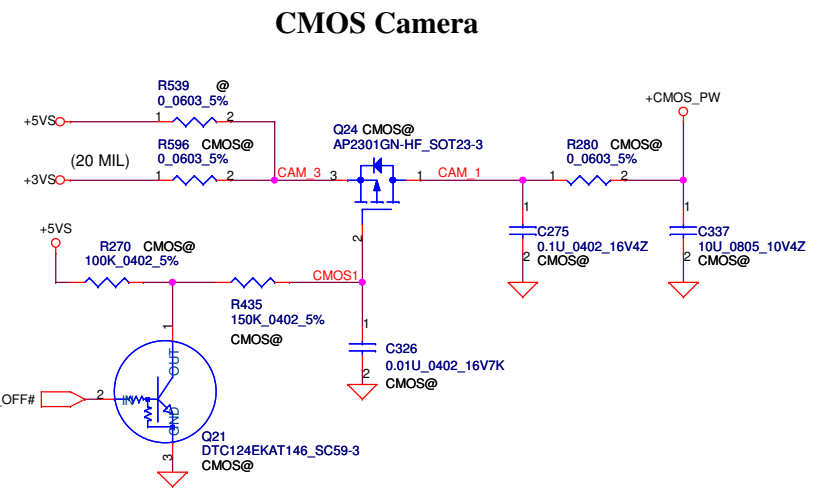 CMOS Camera
R539 @
0_0603_5%
+5VS 1 2
+CMOS_PW
Q24 CMOS@
AP2301GN-HF_SOT23-3
(20 MIL)
R596 CMOS@
0_0603_5%
R280 CMOS@
0_0603_5%
+3VS 1 2 CAM_3 3 1 CAM_1 1 2
+5VS
R270 CMOS@
100K_0402_5%
2
1
C275
0.1U_0402_16V4Z
2
CMOS@
1
C337
10U_0805_10V4Z
2
CMOS@
CMOS1
R435
150K_0402_5%
CMOS@
1
C326
0.01U_0402_16V7K
2
CMOS@
1
OUT
_OFF# 2 IN
GND
3
Q21
DTC124EKAT146_SC59-3
CMOS@